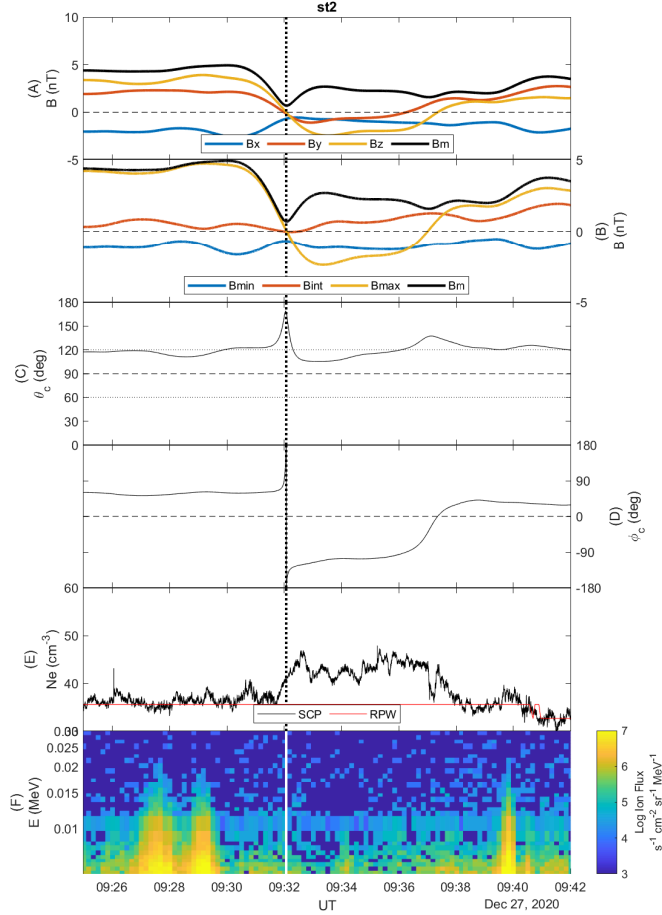 st2
10
5
0
-5
(A)
B (nT)
Bx By Bz Bm
5
0
-5
(B)
B (nT)
Bmin Bint Bmax Bm
180
150
120
90
60
0
(C)
θc (deg)
180
90
0
-90
-180
(D)
ϕc (deg)
60
50
40
30
(E)
Ne (cm-3)
SCP RPW
0.03
0.025
0.02
0.015
0.01
(F)
E (MeV)
7
6
5
4
3
Log Ion Flux
s-1 cm-2 sr-1 MeV-1
09:26 09:28 09:30 09:32 09:34 09:36 09:38 09:40 09:42
UT
Dec 27, 2020